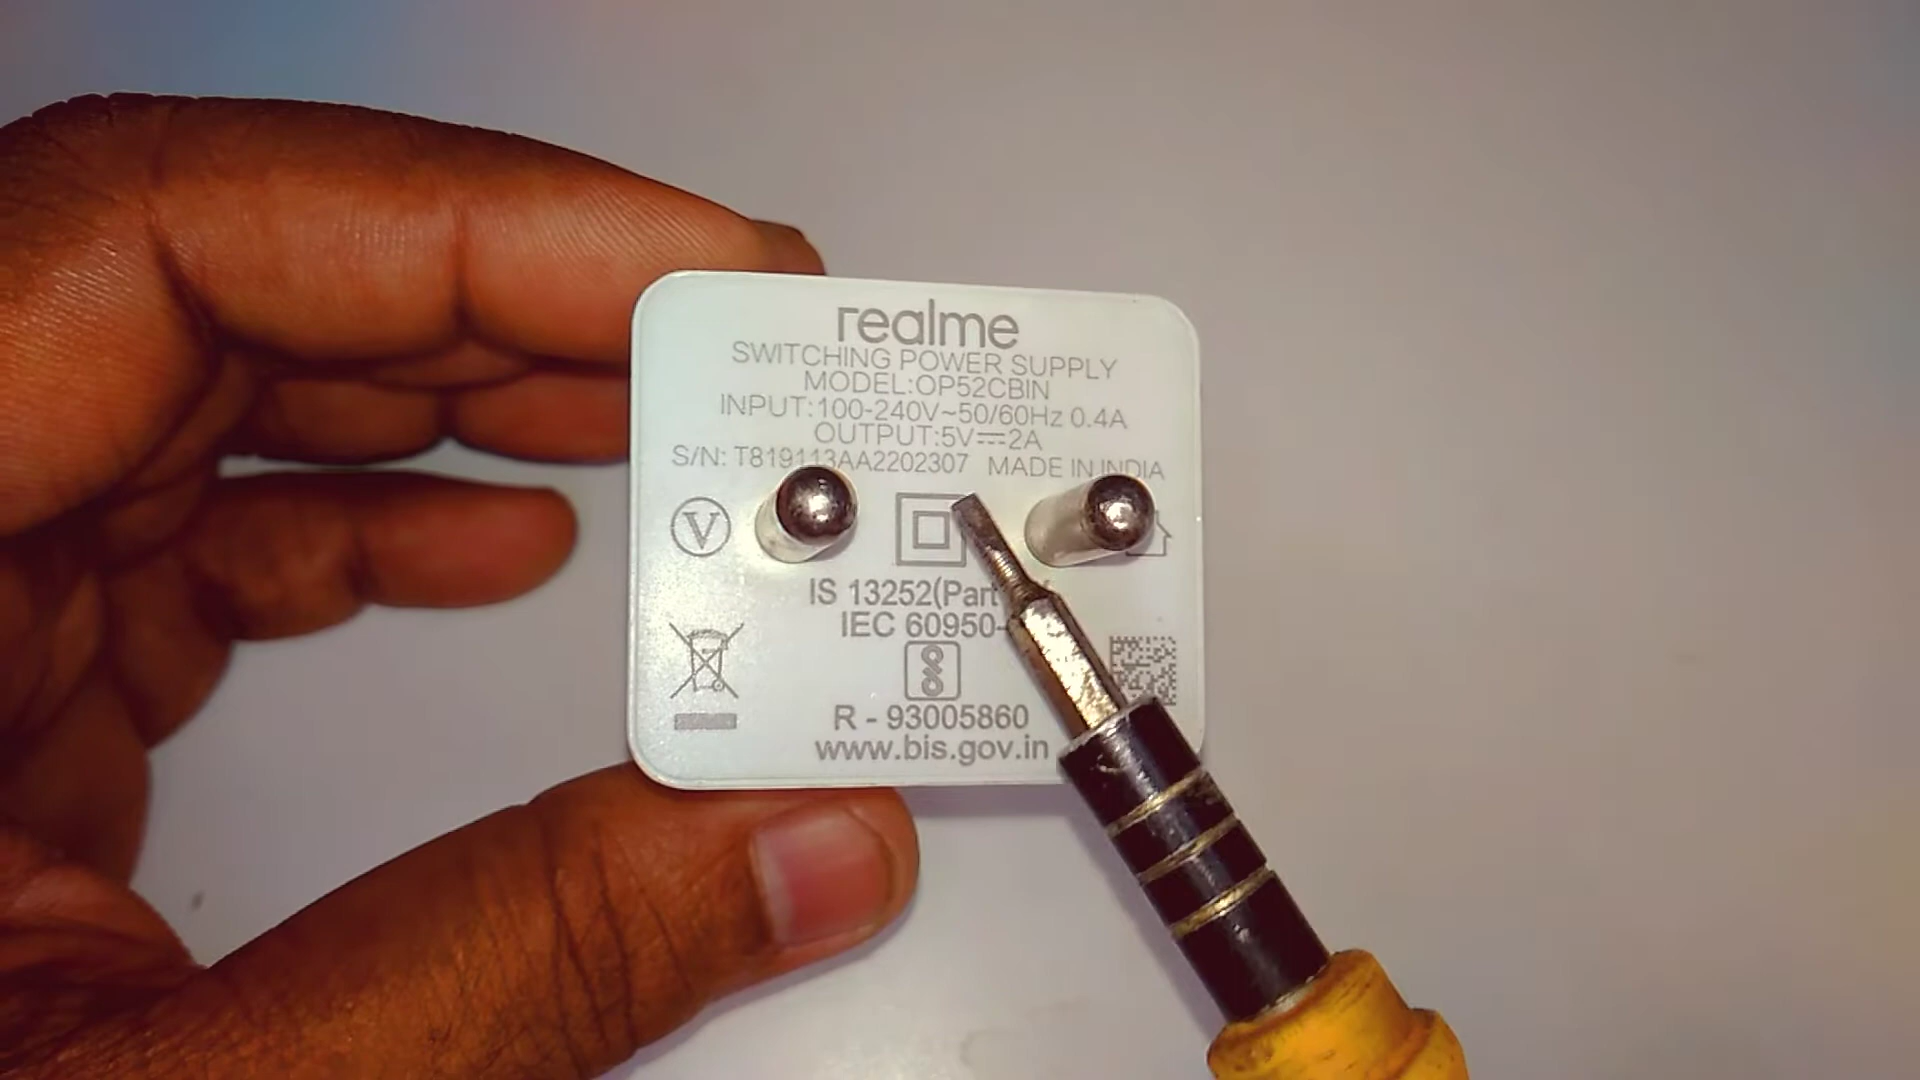 realme
SWITCHING POWER SUPPLY
MODEL:OP52CBIN
INPUT:100-240V~50/60Hz 0.4A
OUTPUT:5V⎓2A
S/N: T819113AA2202307 MADE IN INDIA
V
IS 13252(Part
IEC 60950-
R - 93005860
www.bis.gov.in